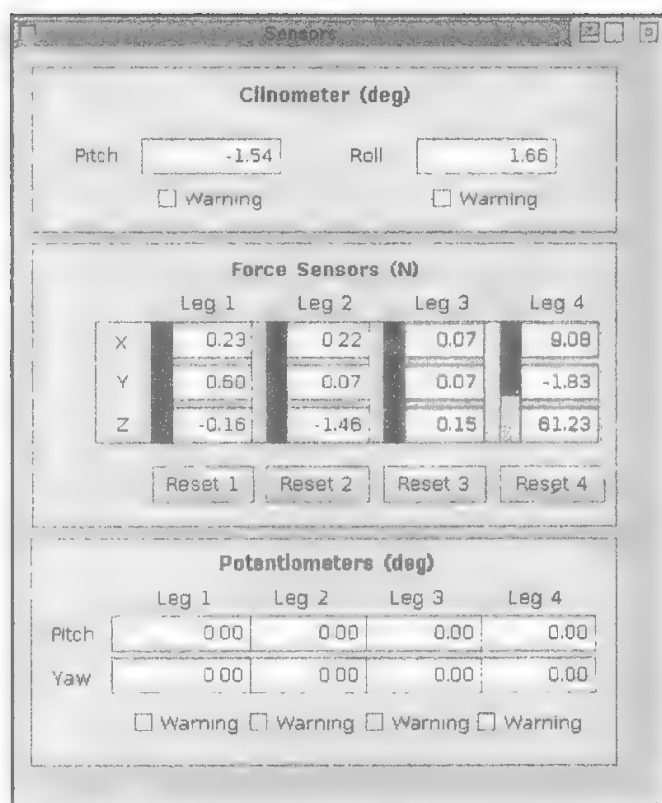 Sensors
Clinometer (deg)
Pitch -1.54 Roll 1.66
Warning Warning
Force Sensors (N)
Leg 1 Leg 2 Leg 3 Leg 4
X 0.23 0.22 0.07 9.09
Y 0.60 0.07 0.07 -1.83
Z -0.16 -1.46 0.15 61.23
Reset 1 Reset 2 Reset 3 Reset 4
Potentiometers (deg)
Leg 1 Leg 2 Leg 3 Leg 4
Pitch 0.00 0.00 0.00 0.00
Yaw 0.00 0.00 0.00 0.00
Warning Warning Warning Warning